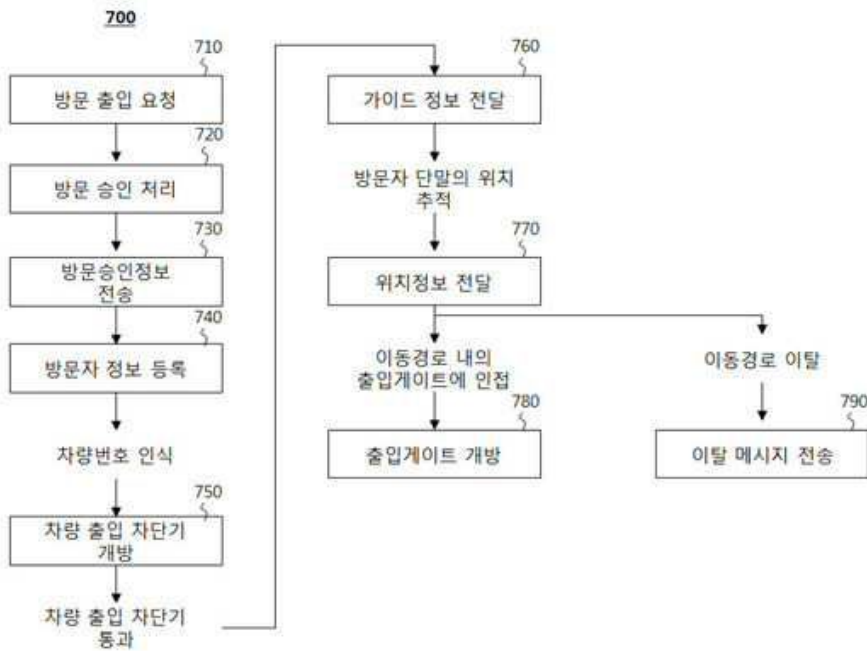 700
710
방문 출입 요청
720
방문 승인 처리
730
방문승인정보
전송
740
방문자 정보 등록
차량번호 인식
750
차량 출입 차단기
개방
차량 출입 차단기
통과
760
가이드 정보 전달
방문자 단말의 위치
추적
770
위치정보 전달
이동경로 내의
출입게이트에 인접
780
출입게이트 개방
이동경로 이탈
790
이탈 메시지 전송